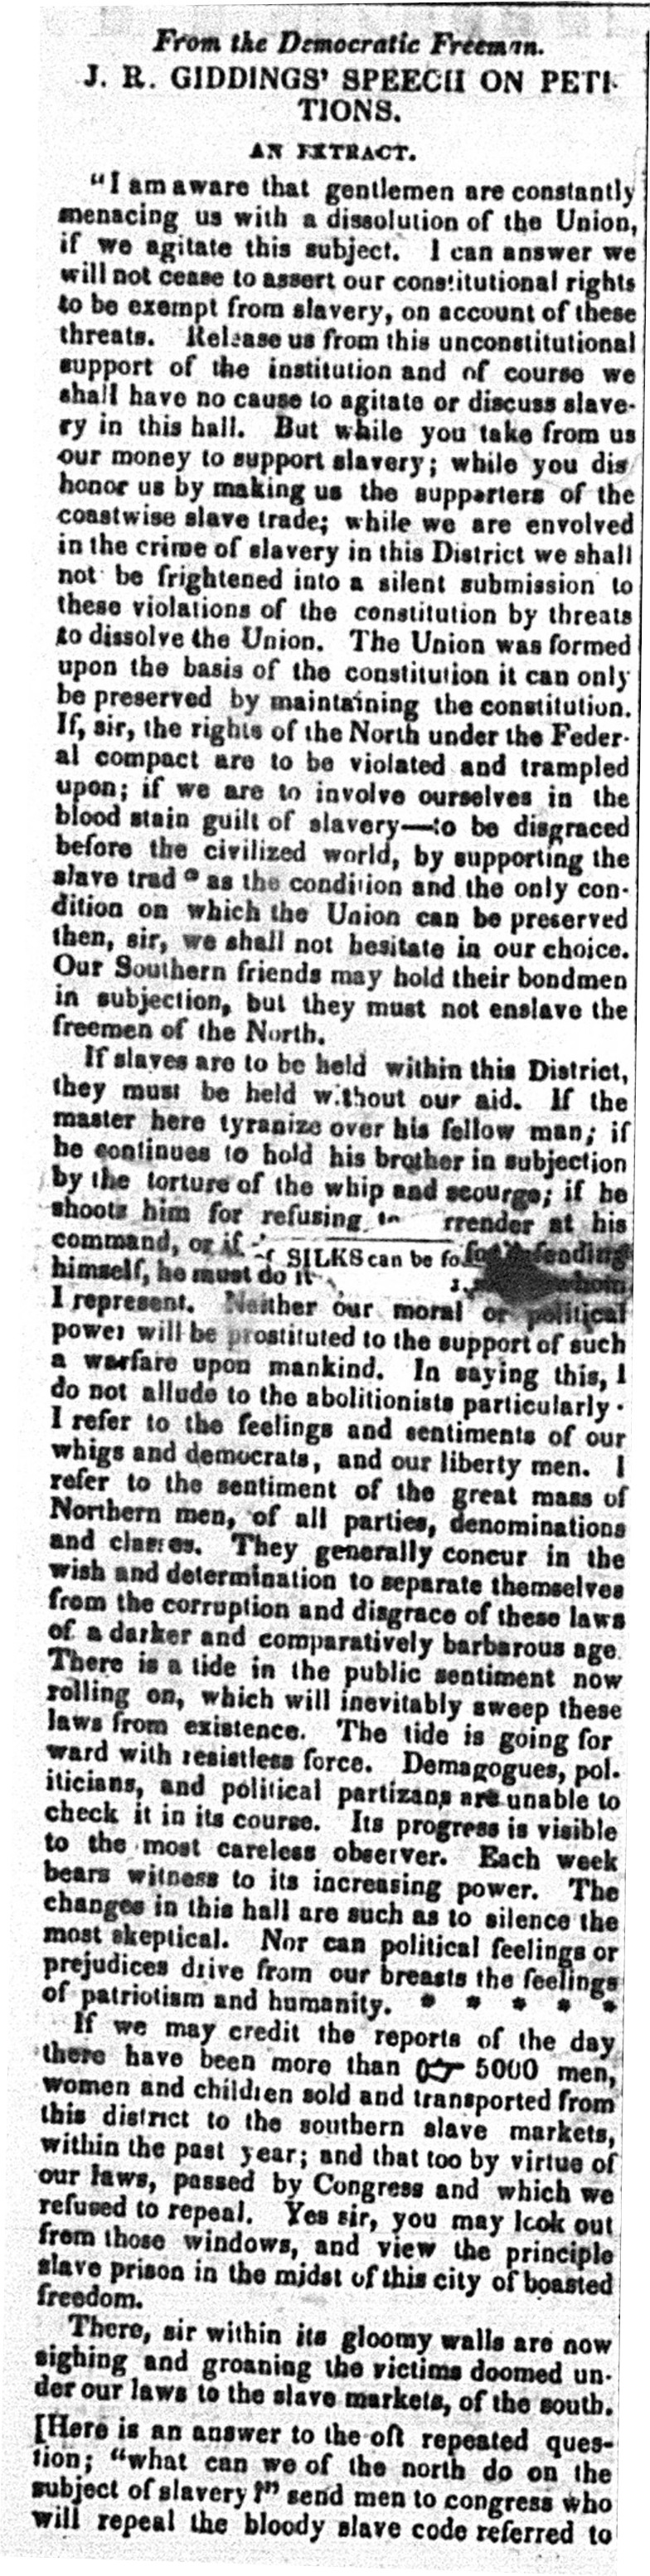 From the Democratic Freeman.
J. R. GIDDINGS' SPEECH ON PETI-
TIONS.
AN EXTRACT.
"I am aware that gentlemen are constantly
menacing us with a dissolution of the Union,
if we agitate this subject. I can answer we
will not cease to assert our constitutional rights
to be exempt from slavery, on account of these
threats. Release us from this unconstitutional
support of the institution and of course we
shall have no cause to agitate or discuss slave-
ry in this hall. But while you take from us
our money to support slavery; while you dis
honor us by making us the supporters of the
coastwise slave trade; while we are envolved
in the crime of slavery in this District we shall
not be frightened into a silent submission to
these violations of the constitution by threats
to dissolve the Union. The Union was formed
upon the basis of the constitution it can only
be preserved by maintaining the constitution.
If, sir, the rights of the North under the Feder-
al compact are to be violated and trampled
upon; if we are to involve ourselves in the
blood stain guilt of slavery—to be disgraced
before the civilized world, by supporting the
slave trade as the condition and the only con-
dition on which the Union can be preserved
then, sir, we shall not hesitate in our choice.
Our Southern friends may hold their bondmen
in subjection, but they must not enslave the
freemen of the North.
If slaves are to be held within this District,
they must be held without our aid. If the
master here tyranize over his fellow man; if
he continues to hold his brother in subjection
by the torture of the whip and scourge; if he
shoots him for refusing to rrender at his
command, or if SILKS can be fo for defending
himself, he must do it whom
I represent. Neither our moral or political
power will be prostituted to the support of such
a warfare upon mankind. In saying this, I
do not allude to the abolitionists particularly.
I refer to the feelings and sentiments of our
whigs and democrats, and our liberty men. I
refer to the sentiment of the great mass of
Northern men, of all parties, denominations
and classes. They generally concur in the
wish and determination to separate themselves
from the corruption and disgrace of these laws
of a darker and comparatively barbarous age.
There is a tide in the public sentiment now
rolling on, which will inevitably sweep these
laws from existence. The tide is going for
ward with resistless force. Demagogues, pol-
iticians, and political partizans are unable to
check it in its course. Its progress is visible
to the most careless observer. Each week
bears witness to its increasing power. The
changes in this hall are such as to silence the
most skeptical. Nor can political feelings or
prejudices drive from our breasts the feelings
of patriotism and humanity. * * * * *
If we may credit the reports of the day
there have been more than ☞ 5000 men,
women and children sold and transported from
this district to the southern slave markets,
within the past year; and that too by virtue of
our laws, passed by Congress and which we
refused to repeal. Yes sir, you may look out
from those windows, and view the principle
slave prison in the midst of this city of boasted
freedom.
There, sir within its gloomy walls are now
sighing and groaning the victims doomed un-
der our laws to the slave markets, of the south.
[Here is an answer to the oft repeated ques-
tion; "what can we of the north do on the
subject of slavery?" send men to congress who
will repeal the bloody slave code referred to